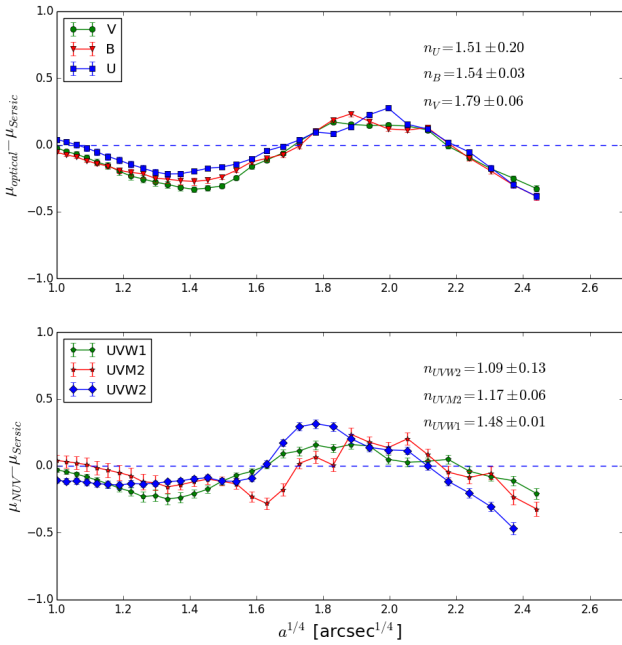 1.0
V
B
U
n_U = 1.51 ± 0.20
n_B = 1.54 ± 0.03
n_V = 1.79 ± 0.06
0.5
0.0
−0.5
−1.0
μ_optical − μ_Sersic
1.0 1.2 1.4 1.6 1.8 2.0 2.2 2.4 2.6
1.0
UVW1
UVM2
UVW2
n_UVW2 = 1.09 ± 0.13
n_UVM2 = 1.17 ± 0.06
n_UVW1 = 1.48 ± 0.01
0.5
0.0
−0.5
−1.0
μ_NUV − μ_Sersic
1.0 1.2 1.4 1.6 1.8 2.0 2.2 2.4 2.6
a^1/4 [arcsec^1/4]